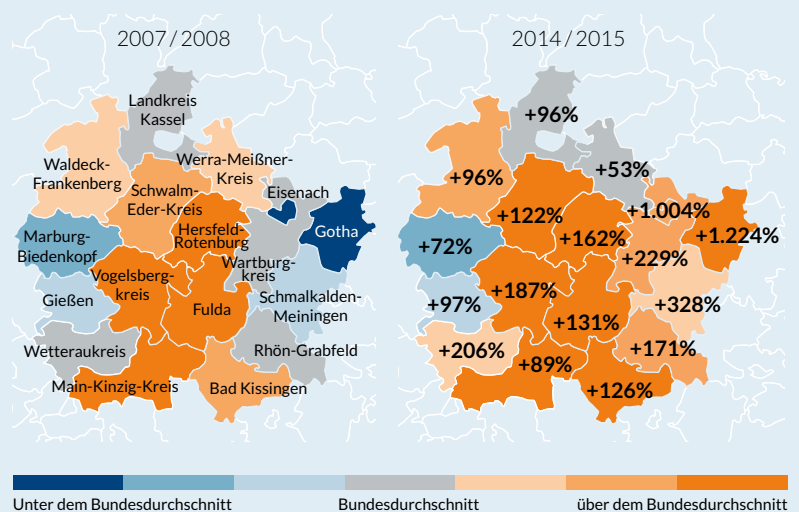 2007 / 2008
Landkreis
Kassel
Waldeck-
Frankenberg
Werra-Meißner-
Kreis
Schwalm-
Eder-Kreis
Eisenach
Hersfeld-
Rotenburg
Gotha
Marburg-
Biedenkopf
Wartburg-
kreis
Vogelsberg-
kreis
Gießen
Fulda
Schmalkalden-
Meiningen
Wetteraukreis
Rhön-Grabfeld
Main-Kinzig-Kreis
Bad Kissingen
2014 / 2015
+96%
+53%
+96%
+122%
+1.004%
+162%
+1.224%
+72%
+229%
+187%
+97%
+328%
+131%
+206%
+171%
+89%
+126%
Unter dem Bundesdurchschnitt
Bundesdurchschnitt
über dem Bundesdurchschnitt